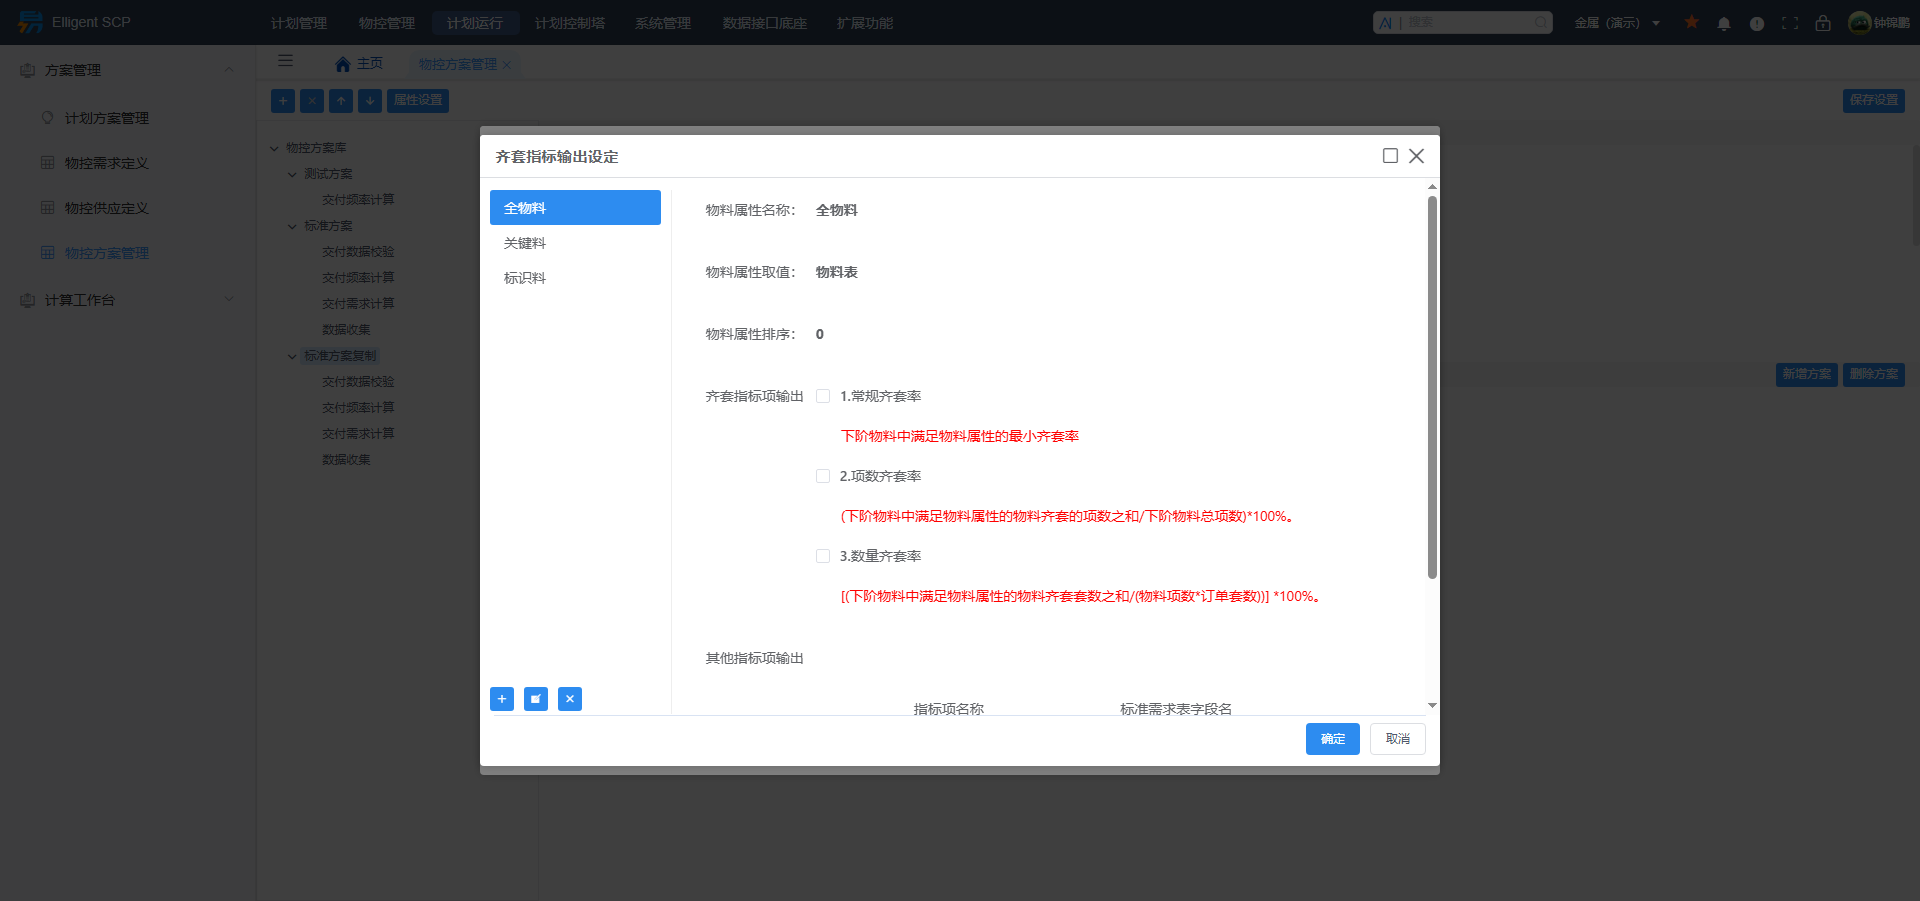 Elligent SCP
计划管理 物控管理 计划运行 计划控制塔 系统管理 数据接口底座 扩展功能
搜索
金属（演示）
钟锦鹏
方案管理
计划方案管理
物控需求定义
物控供应定义
物控方案管理
计算工作台
主页 物控方案管理
属性设置
保存设置
物控方案库
测试方案
交付频率计算
标准方案
交付数据校验
交付频率计算
交付需求计算
数据收集
标准方案复制
交付数据校验
交付频率计算
交付需求计算
数据收集
新增方案 删除方案
齐套指标输出设定
全物料
关键料
标识料
物料属性名称： 全物料
物料属性取值： 物料表
物料属性排序： 0
齐套指标项输出 1.常规齐套率
下阶物料中满足物料属性的最小齐套率
2.项数齐套率
(下阶物料中满足物料属性的物料齐套的项数之和/下阶物料总项数)*100%。
3.数量齐套率
[(下阶物料中满足物料属性的物料齐套套数之和/(物料项数*订单套数))] *100%。
其他指标项输出
指标项名称 标准需求表字段名
确定 取消